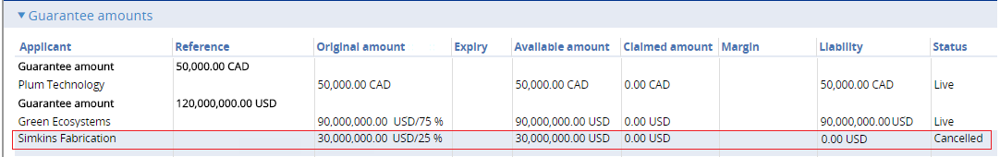 Guarantee amounts
Applicant Reference Original amount Expiry Available amount Claimed amount Margin Liability Status
Guarantee amount 50,000.00 CAD
Plum Technology 50,000.00 CAD 50,000.00 CAD 0.00 CAD 50,000.00 CAD Live
Guarantee amount 120,000,000.00 USD
Green Ecosystems 90,000,000.00 USD/75 % 90,000,000.00 USD 0.00 USD 90,000,000.00 USD Live
Simkins Fabrication 30,000,000.00 USD/25 % 30,000,000.00 USD 0.00 USD 0.00 USD Cancelled